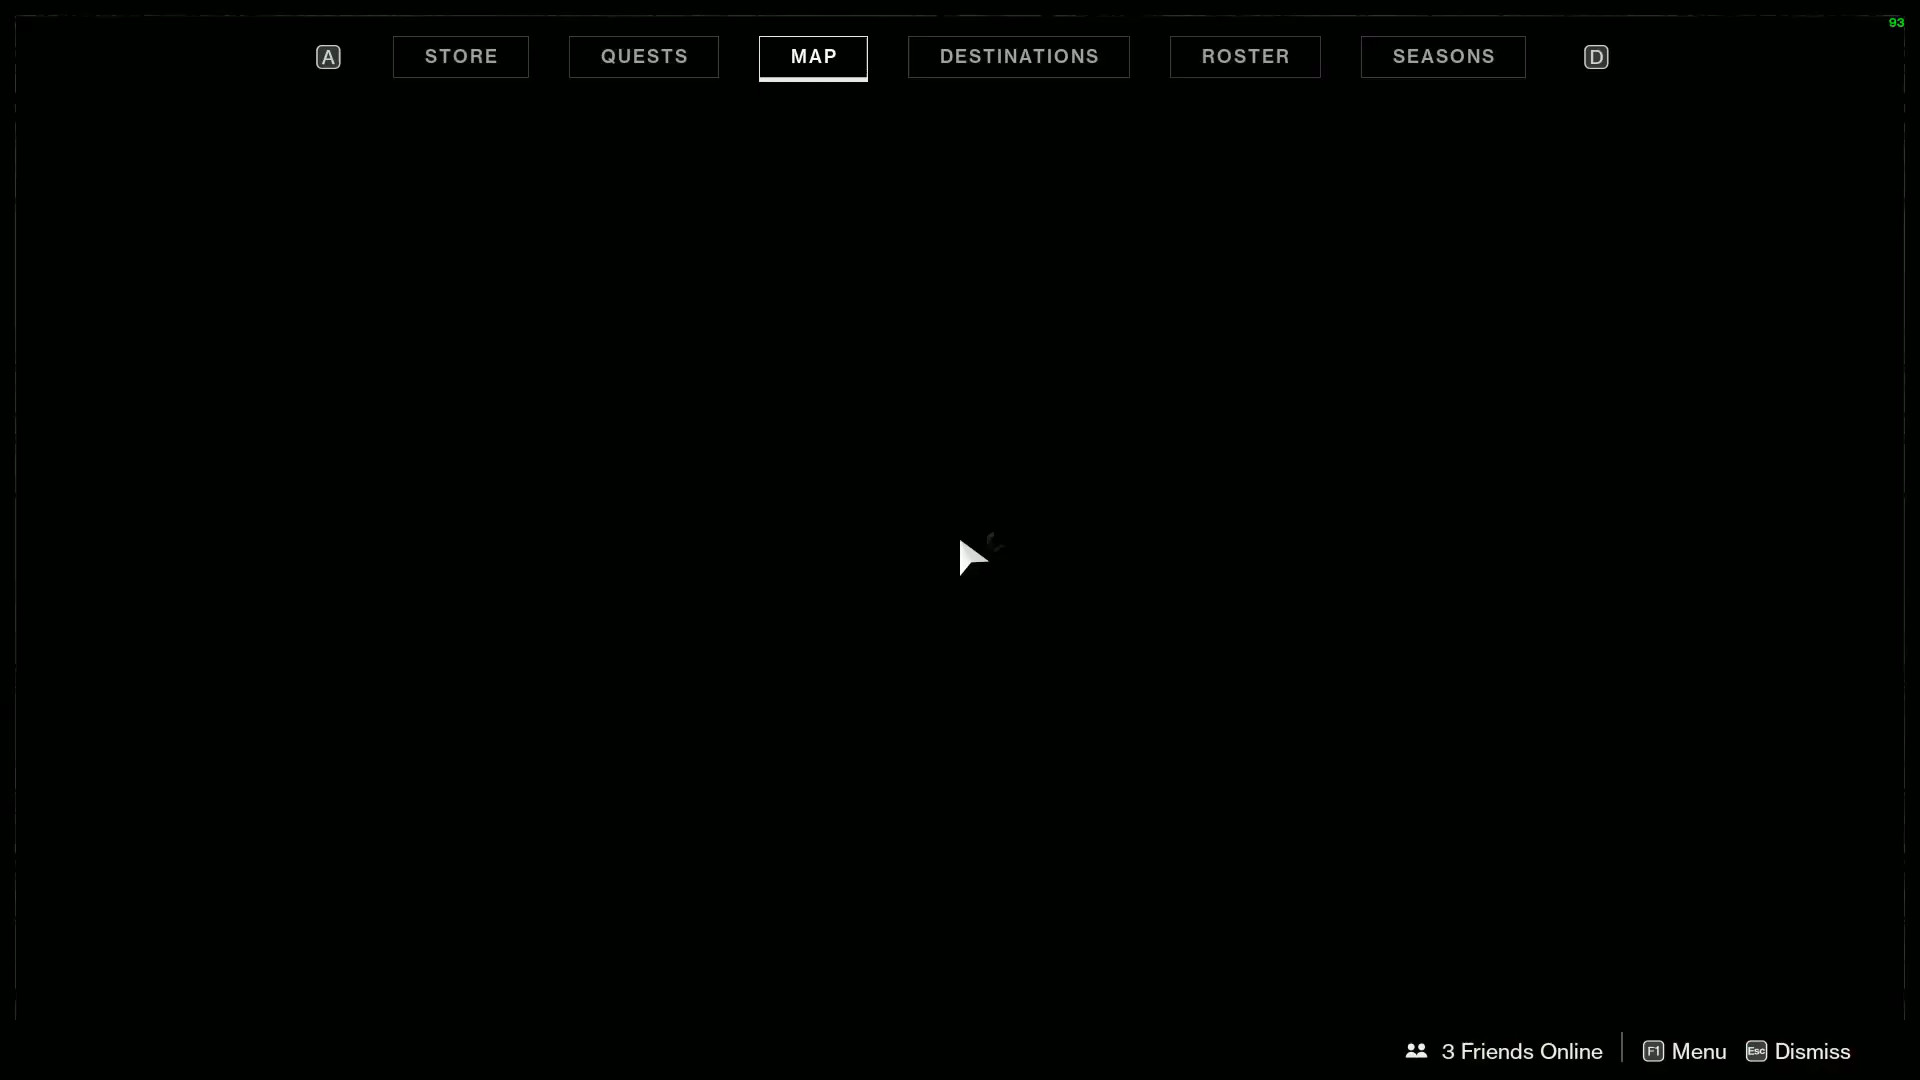 93
A STORE QUESTS MAP DESTINATIONS ROSTER SEASONS D
3 Friends Online F1 Menu Esc Dismiss